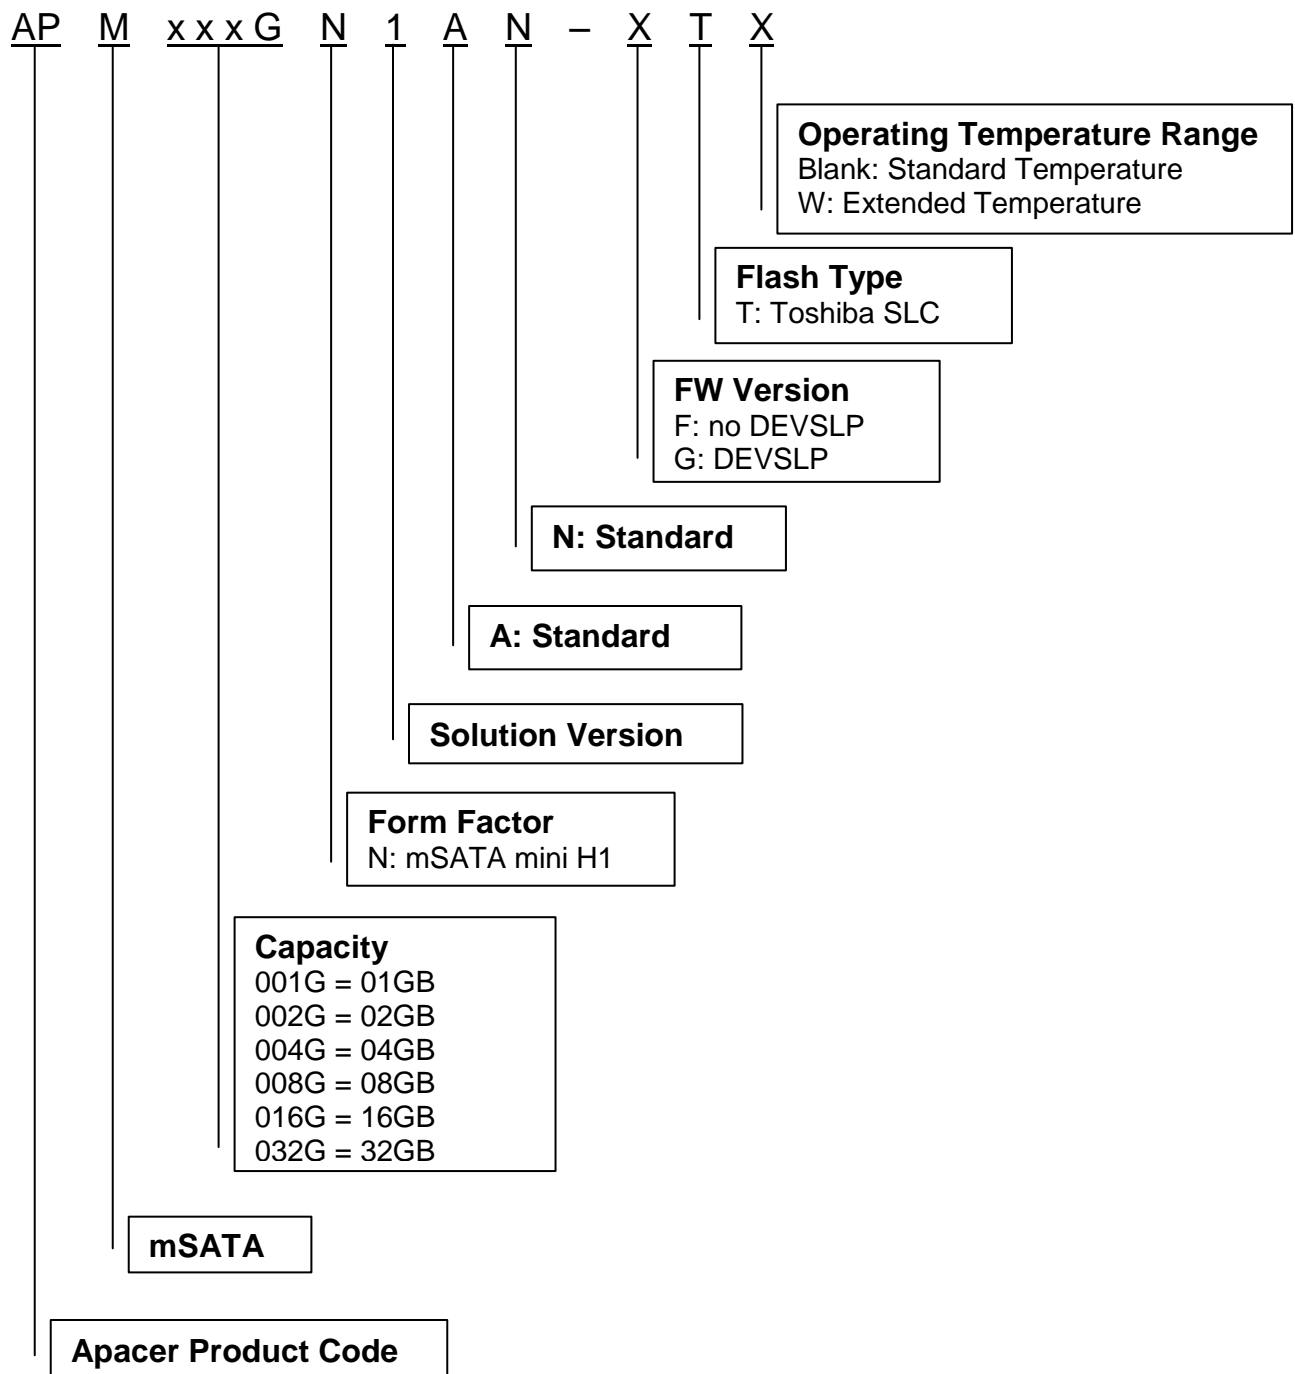 AP M x x x G N 1 A N – X T X
Operating Temperature Range
Blank: Standard Temperature
W: Extended Temperature
Flash Type
T: Toshiba SLC
FW Version
F: no DEVSLP
G: DEVSLP
N: Standard
A: Standard
Solution Version
Form Factor
N: mSATA mini H1
Capacity
001G = 01GB
002G = 02GB
004G = 04GB
008G = 08GB
016G = 16GB
032G = 32GB
mSATA
Apacer Product Code